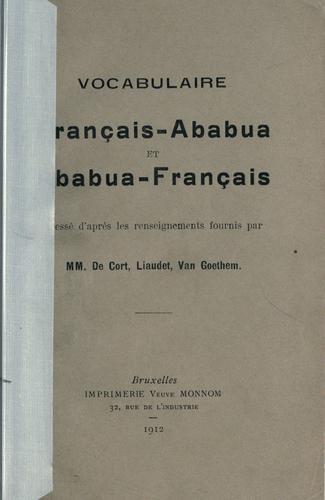 VOCABULAIRE
rançais-Ababua
ET
babua-Français
essé d'après les renseignements fournis par
MM. De Cort, Liaudet, Van Goethem.
Bruxelles
IMPRIMERIE VEUVE MONNOM
32, RUE DE L'INDUSTRIE
1912